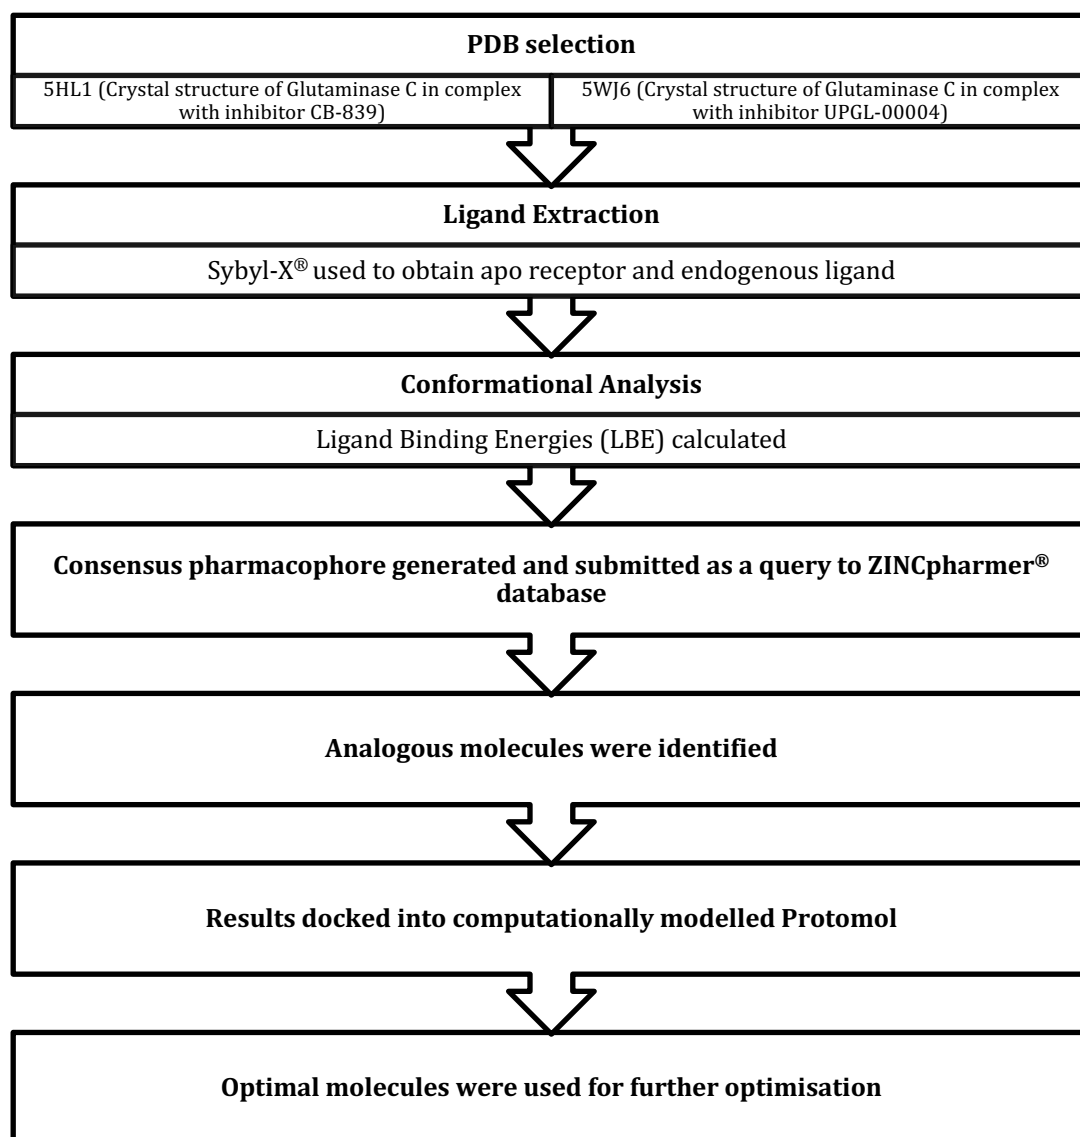 PDB selection
5HL1 (Crystal structure of Glutaminase C in complex
with inhibitor CB-839)
5WJ6 (Crystal structure of Glutaminase C in complex
with inhibitor UPGL-00004)
Ligand Extraction
Sybyl-X® used to obtain apo receptor and endogenous ligand
Conformational Analysis
Ligand Binding Energies (LBE) calculated
Consensus pharmacophore generated and submitted as a query to ZINCpharmer®
database
Analogous molecules were identified
Results docked into computationally modelled Protomol
Optimal molecules were used for further optimisation